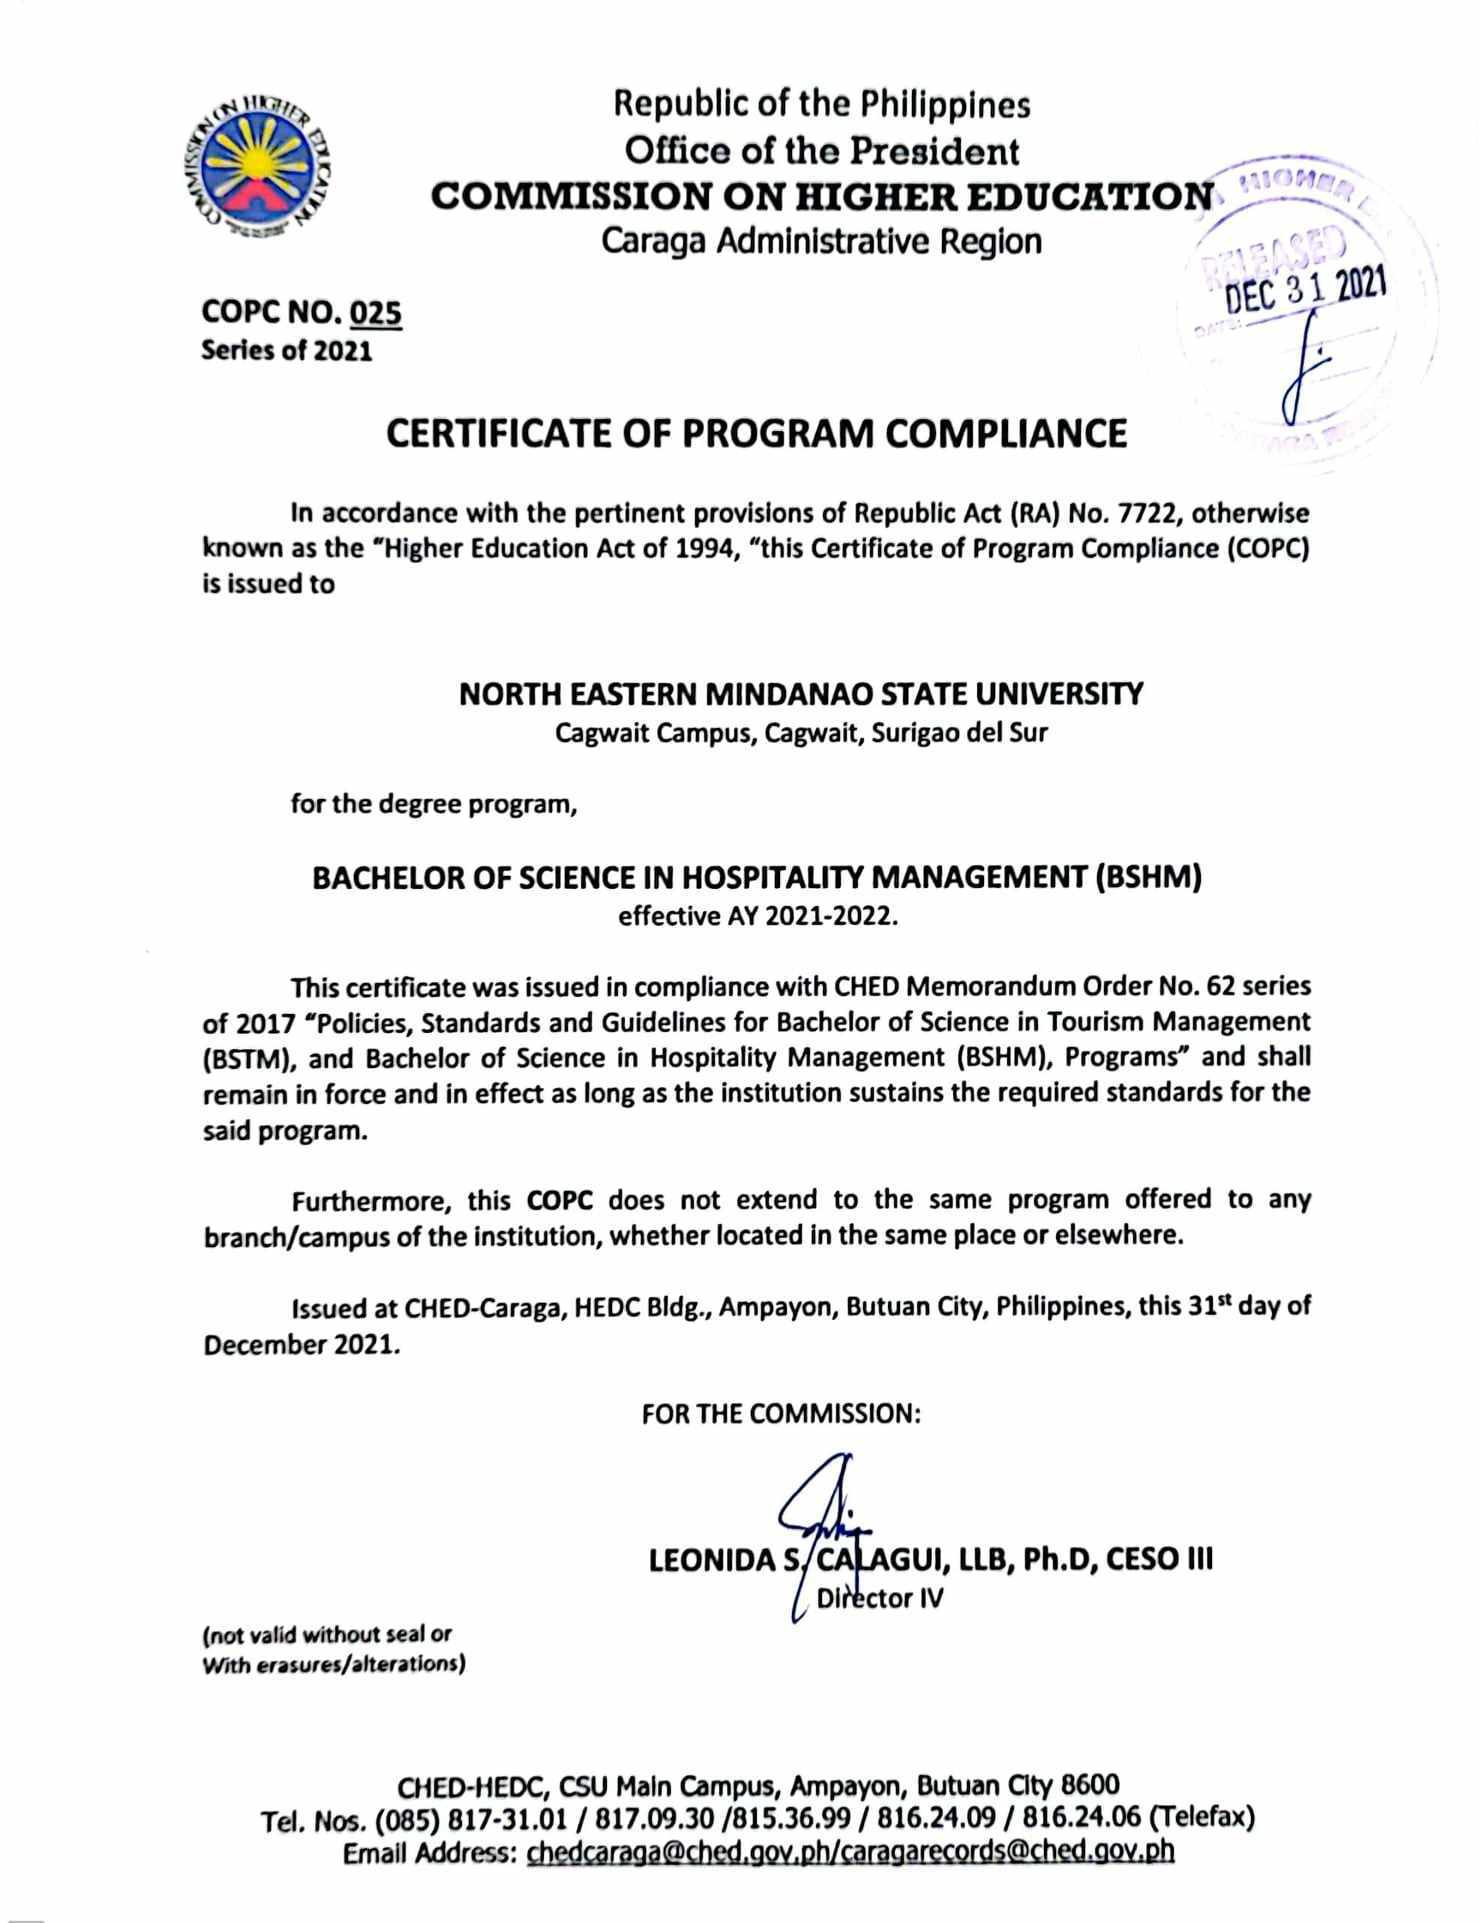 COMMISSION ON HIGHER EDUCATION
Republic of the Philippines
Office of the President
COMMISSION ON HIGHER EDUCATION
Caraga Administrative Region
HIGHER
RELEASED
DEC 31 2021
DATE:
COPC NO. 025
Series of 2021
CERTIFICATE OF PROGRAM COMPLIANCE
In accordance with the pertinent provisions of Republic Act (RA) No. 7722, otherwise
known as the "Higher Education Act of 1994, "this Certificate of Program Compliance (COPC)
is issued to
NORTH EASTERN MINDANAO STATE UNIVERSITY
Cagwait Campus, Cagwait, Surigao del Sur
for the degree program,
BACHELOR OF SCIENCE IN HOSPITALITY MANAGEMENT (BSHM)
effective AY 2021-2022.
This certificate was issued in compliance with CHED Memorandum Order No. 62 series
of 2017 "Policies, Standards and Guidelines for Bachelor of Science in Tourism Management
(BSTM), and Bachelor of Science in Hospitality Management (BSHM), Programs" and shall
remain in force and in effect as long as the institution sustains the required standards for the
said program.
Furthermore, this COPC does not extend to the same program offered to any
branch/campus of the institution, whether located in the same place or elsewhere.
Issued at CHED-Caraga, HEDC Bldg., Ampayon, Butuan City, Philippines, this 31st day of
December 2021.
FOR THE COMMISSION:
LEONIDA S. CALAGUI, LLB, Ph.D, CESO III
Director IV
(not valid without seal or
With erasures/alterations)
CHED-HEDC, CSU Main Campus, Ampayon, Butuan City 8600
Tel. Nos. (085) 817-31.01 / 817.09.30 /815.36.99 / 816.24.09 / 816.24.06 (Telefax)
Email Address: chedcaraga@ched.gov.ph/caragarecords@ched.gov.ph